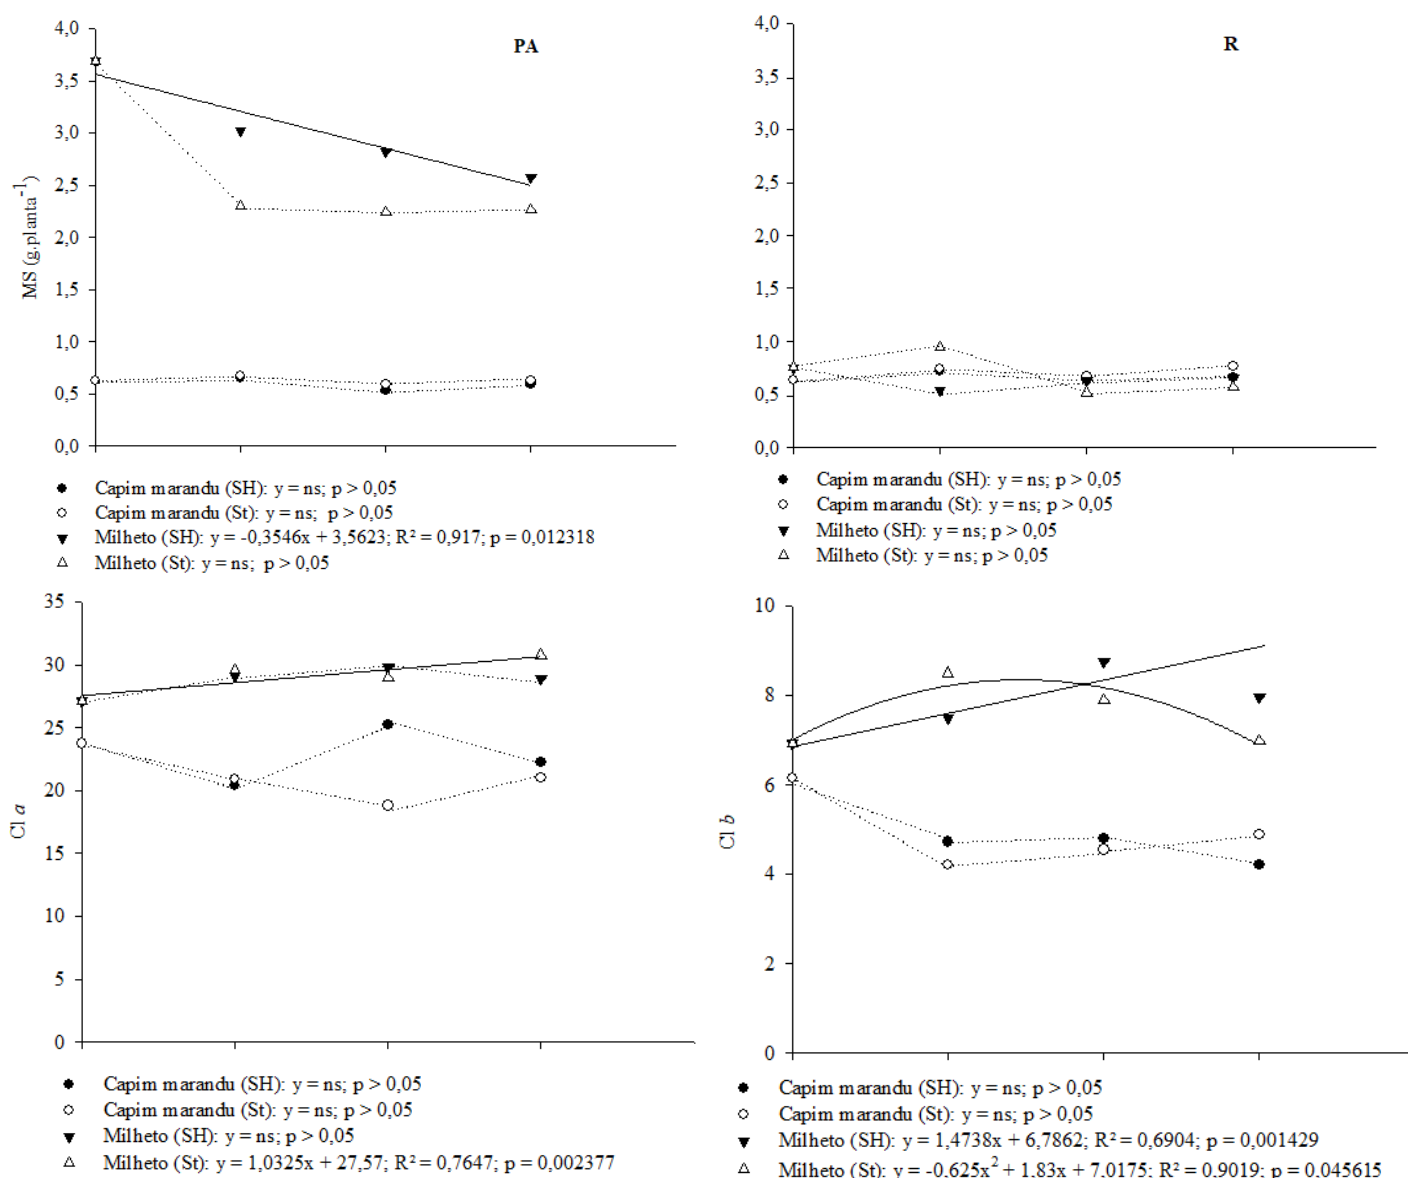 PA
MS (g.planta⁻¹)
4,0
3,5
3,0
2,5
2,0
1,5
1,0
0,5
0,0
Capim marandu (SH): y = ns; p > 0,05
Capim marandu (St): y = ns; p > 0,05
Milheto (SH): y = -0,3546x + 3,5623; R² = 0,917; p = 0,012318
Milheto (St): y = ns; p > 0,05
R
4,0
3,5
3,0
2,5
2,0
1,5
1,0
0,5
0,0
Capim marandu (SH): y = ns; p > 0,05
Capim marandu (St): y = ns; p > 0,05
Milheto (SH): y = ns; p > 0,05
Milheto (St): y = ns; p > 0,05
Cl a
35
30
25
20
15
10
5
0
Capim marandu (SH): y = ns; p > 0,05
Capim marandu (St): y = ns; p > 0,05
Milheto (SH): y = ns; p > 0,05
Milheto (St): y = 1,0325x + 27,57; R² = 0,7647; p = 0,002377
Cl b
10
8
6
4
2
0
Capim marandu (SH): y = ns; p > 0,05
Capim marandu (St): y = ns; p > 0,05
Milheto (SH): y = 1,4738x + 6,7862; R² = 0,6904; p = 0,001429
Milheto (St): y = -0,625x² + 1,83x + 7,0175; R² = 0,9019; p = 0,045615